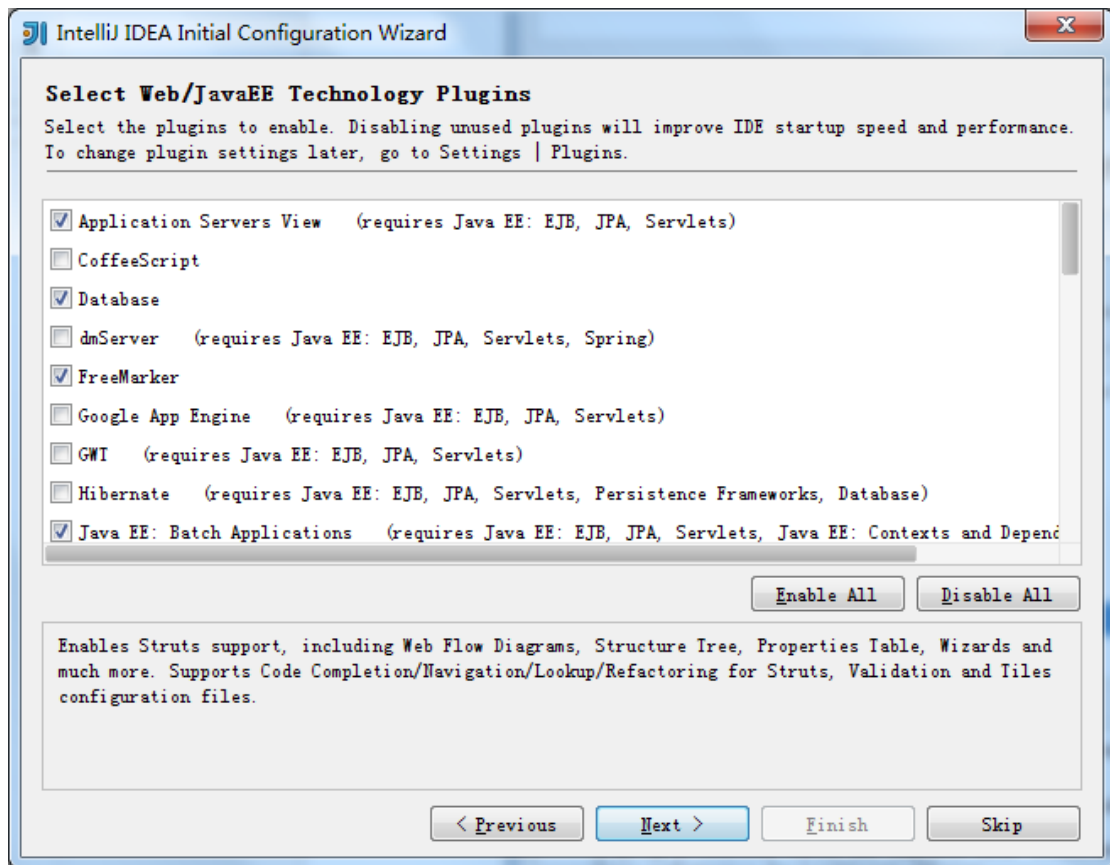 IntelliJ IDEA Initial Configuration Wizard
Select Web/JavaEE Technology Plugins
Select the plugins to enable. Disabling unused plugins will improve IDE startup speed and performance.
To change plugin settings later, go to Settings | Plugins.
Application Servers View (requires Java EE: EJB, JPA, Servlets)
CoffeeScript
Database
dmServer (requires Java EE: EJB, JPA, Servlets, Spring)
FreeMarker
Google App Engine (requires Java EE: EJB, JPA, Servlets)
GWT (requires Java EE: EJB, JPA, Servlets)
Hibernate (requires Java EE: EJB, JPA, Servlets, Persistence Frameworks, Database)
Java EE: Batch Applications (requires Java EE: EJB, JPA, Servlets, Java EE: Contexts and Depend
Enable All Disable All
Enables Struts support, including Web Flow Diagrams, Structure Tree, Properties Table, Wizards and
much more. Supports Code Completion/Navigation/Lookup/Refactoring for Struts, Validation and Tiles
configuration files.
< Previous Next > Finish Skip